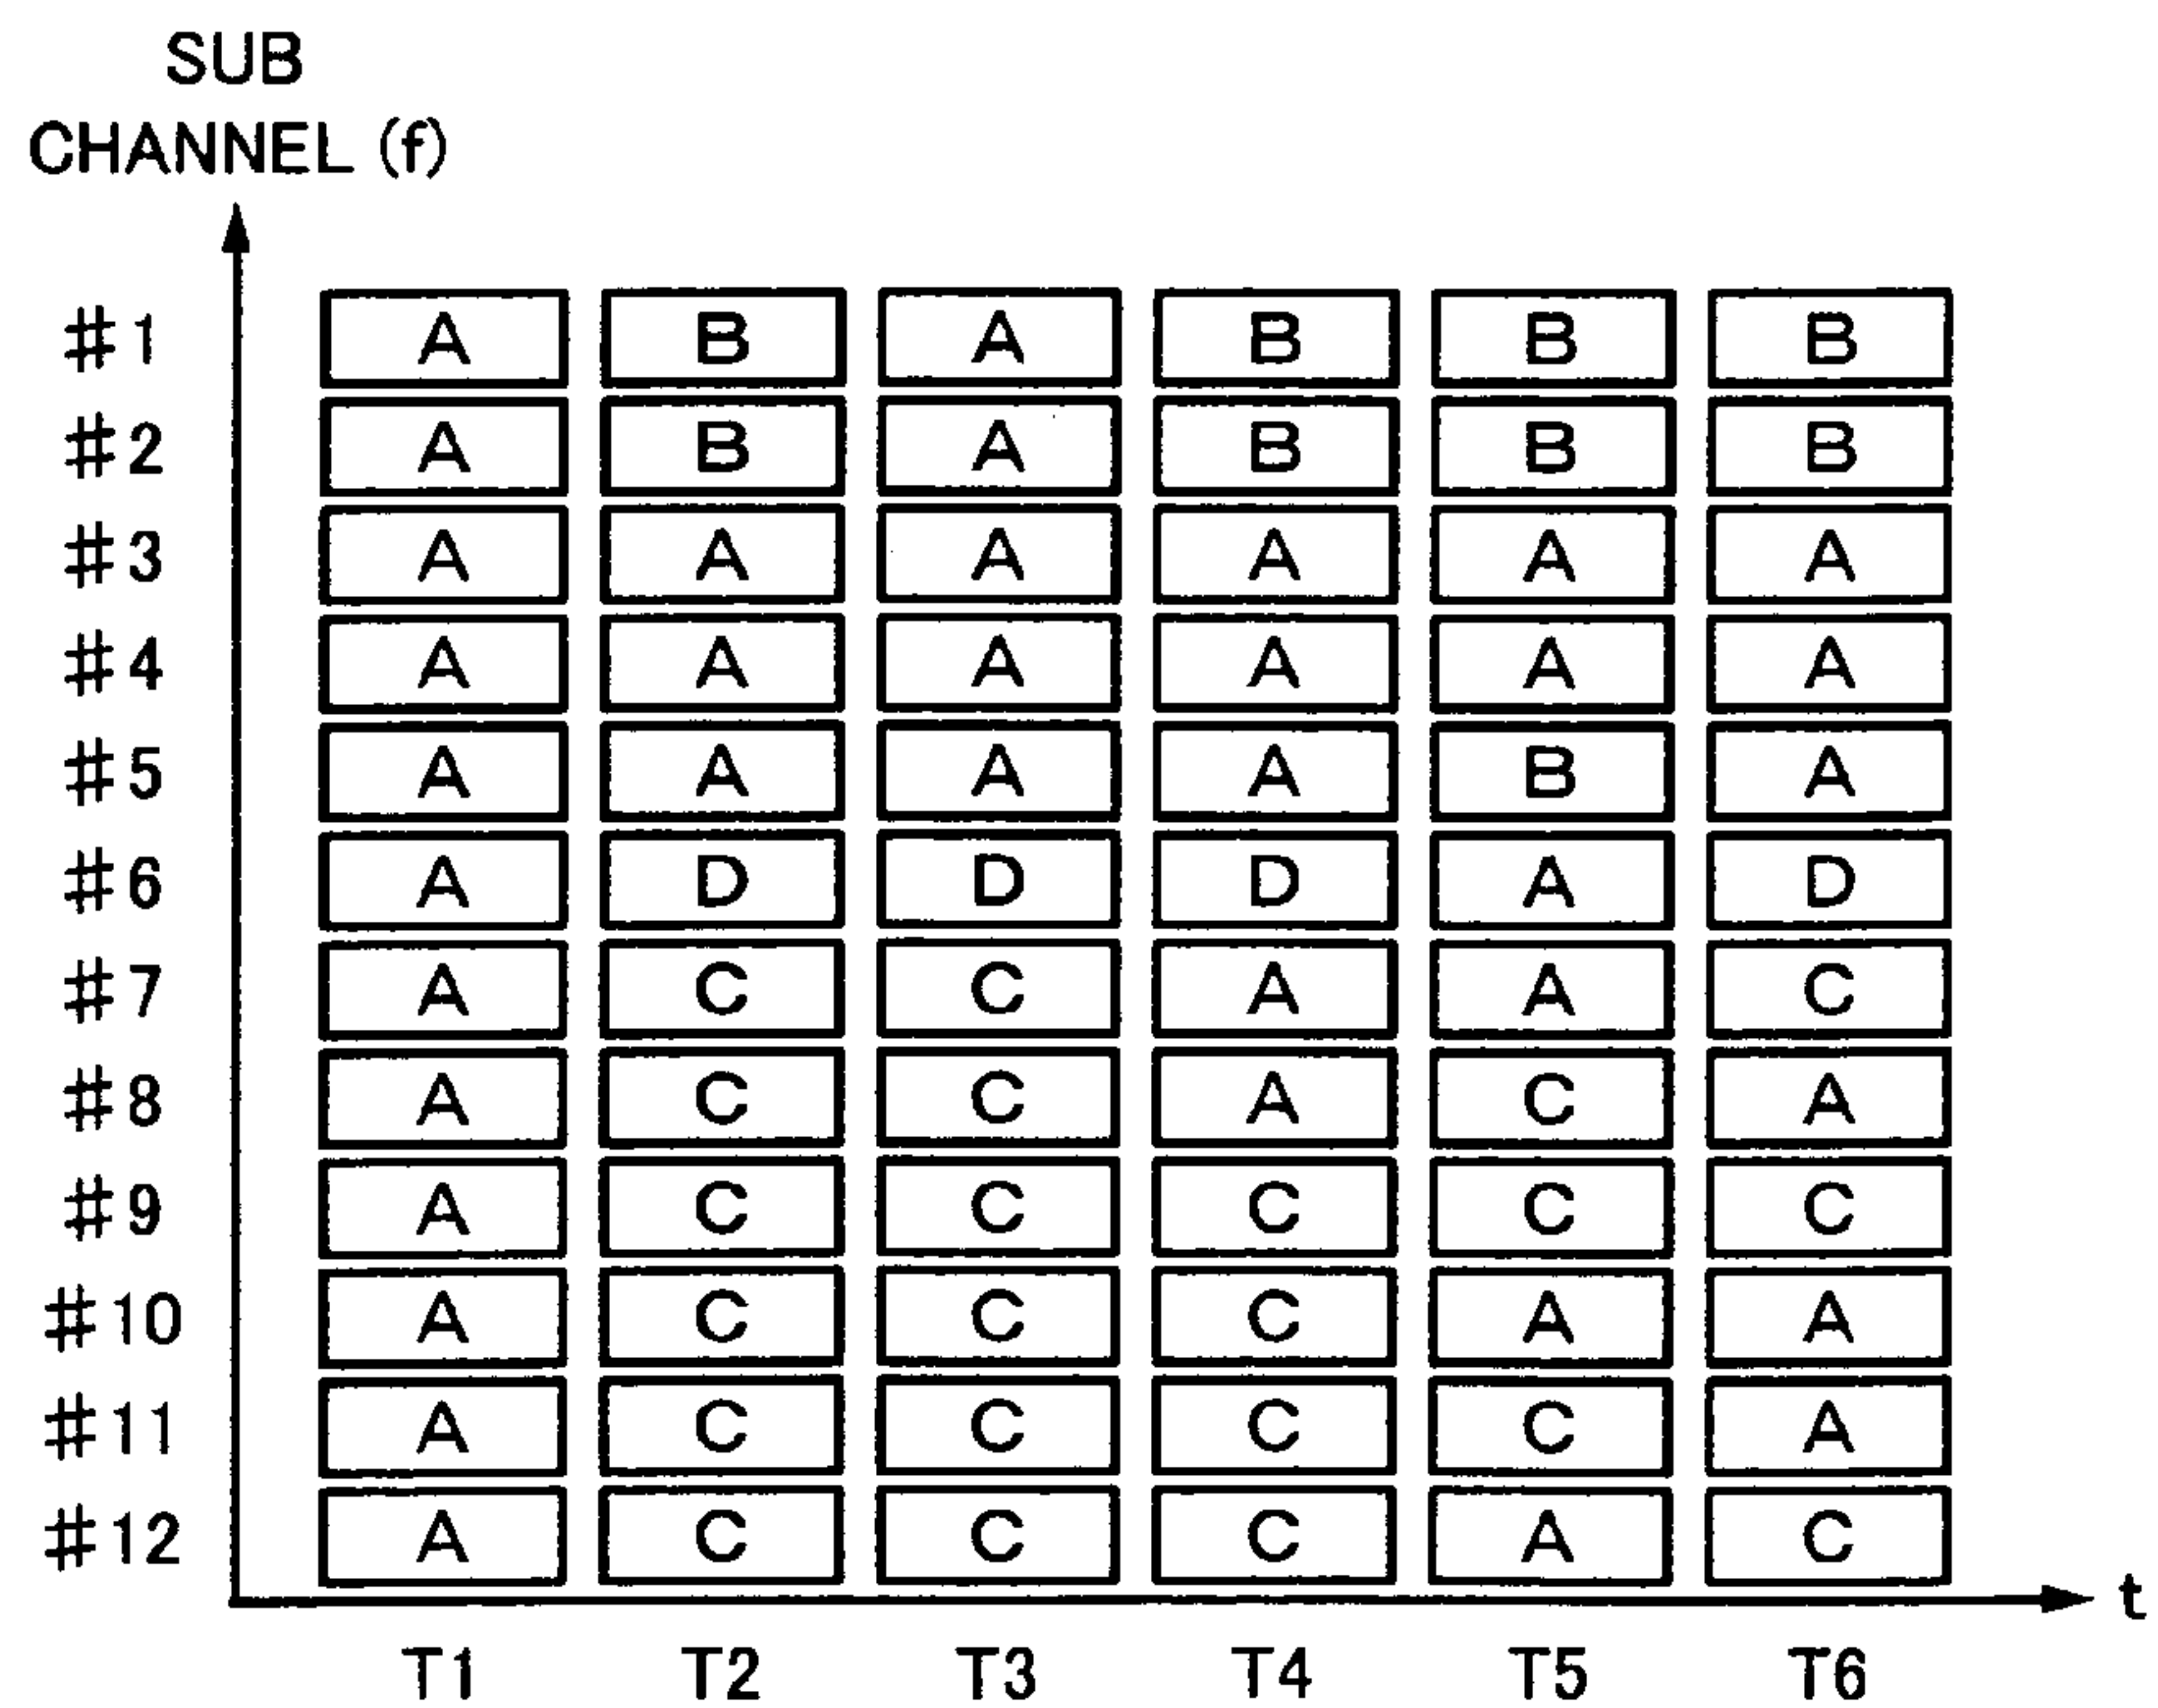 SUB
CHANNEL (f)
#1 A B A B B B
#2 A B A B B B
#3 A A A A A A
#4 A A A A A A
#5 A A A A B A
#6 A D D D A D
#7 A C C A A C
#8 A C C A C A
#9 A C C C C C
#10 A C C C A A
#11 A C C C C A
#12 A C C C A C
t
T1 T2 T3 T4 T5 T6